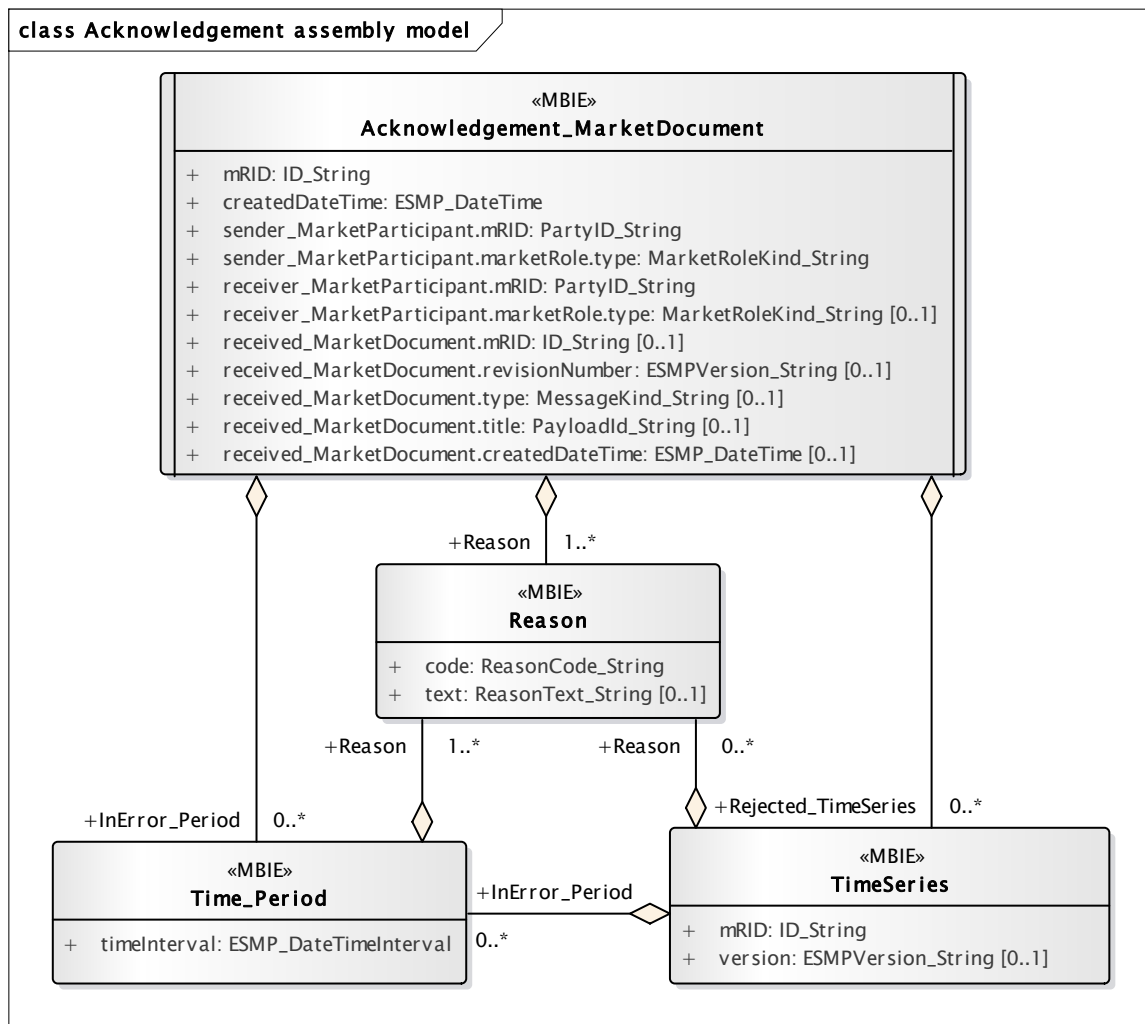 class Acknowledgement assembly model
«MBIE»
Acknowledgement_MarketDocument
+ mRID: ID_String
+ createdDateTime: ESMP_DateTime
+ sender_MarketParticipant.mRID: PartyID_String
+ sender_MarketParticipant.marketRole.type: MarketRoleKind_String
+ receiver_MarketParticipant.mRID: PartyID_String
+ receiver_MarketParticipant.marketRole.type: MarketRoleKind_String [0..1]
+ received_MarketDocument.mRID: ID_String [0..1]
+ received_MarketDocument.revisionNumber: ESMPVersion_String [0..1]
+ received_MarketDocument.type: MessageKind_String [0..1]
+ received_MarketDocument.title: PayloadId_String [0..1]
+ received_MarketDocument.createdDateTime: ESMP_DateTime [0..1]
+Reason 1..*
«MBIE»
Reason
+ code: ReasonCode_String
+ text: ReasonText_String [0..1]
+Reason 1..* +Reason 0..*
+InError_Period 0..* +Rejected_TimeSeries 0..*
«MBIE»
Time_Period
+ timeInterval: ESMP_DateTimeInterval
+InError_Period
0..*
«MBIE»
TimeSeries
+ mRID: ID_String
+ version: ESMPVersion_String [0..1]